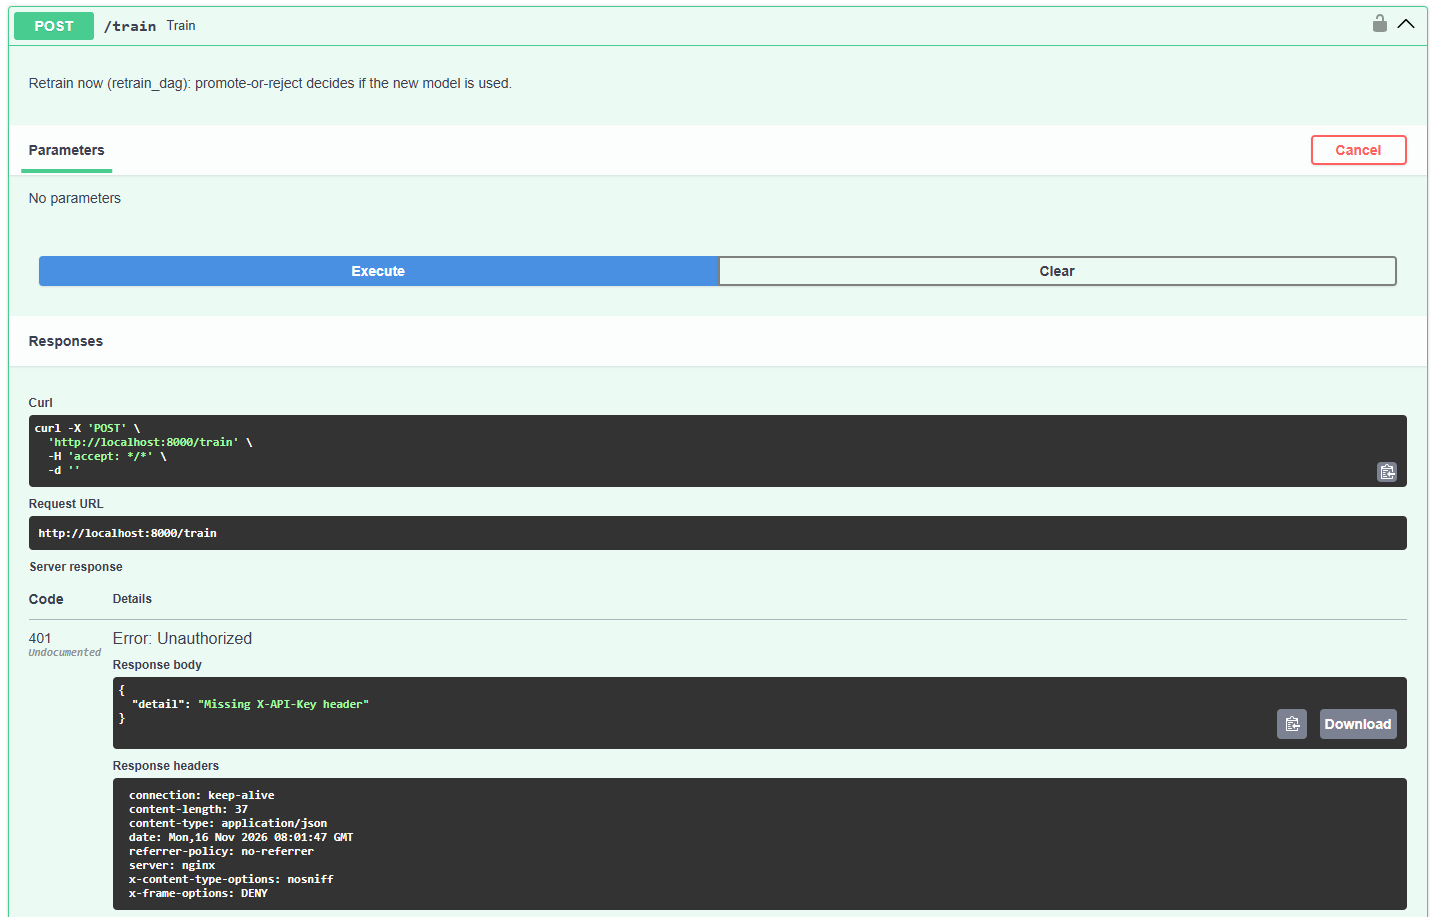 POST /train Train
Retrain now (retrain_dag): promote-or-reject decides if the new model is used.
Parameters
Cancel
No parameters
Execute
Clear
Responses
Curl
curl -X 'POST' \
  'http://localhost:8000/train' \
  -H 'accept: */*' \
  -d ''
Request URL
http://localhost:8000/train
Server response
Code Details
401 Error: Unauthorized
Undocumented
Response body
{
  "detail": "Missing X-API-Key header"
}
Download
Response headers
connection: keep-alive
content-length: 37
content-type: application/json
date: Mon,16 Nov 2026 08:01:47 GMT
referrer-policy: no-referrer
server: nginx
x-content-type-options: nosniff
x-frame-options: DENY